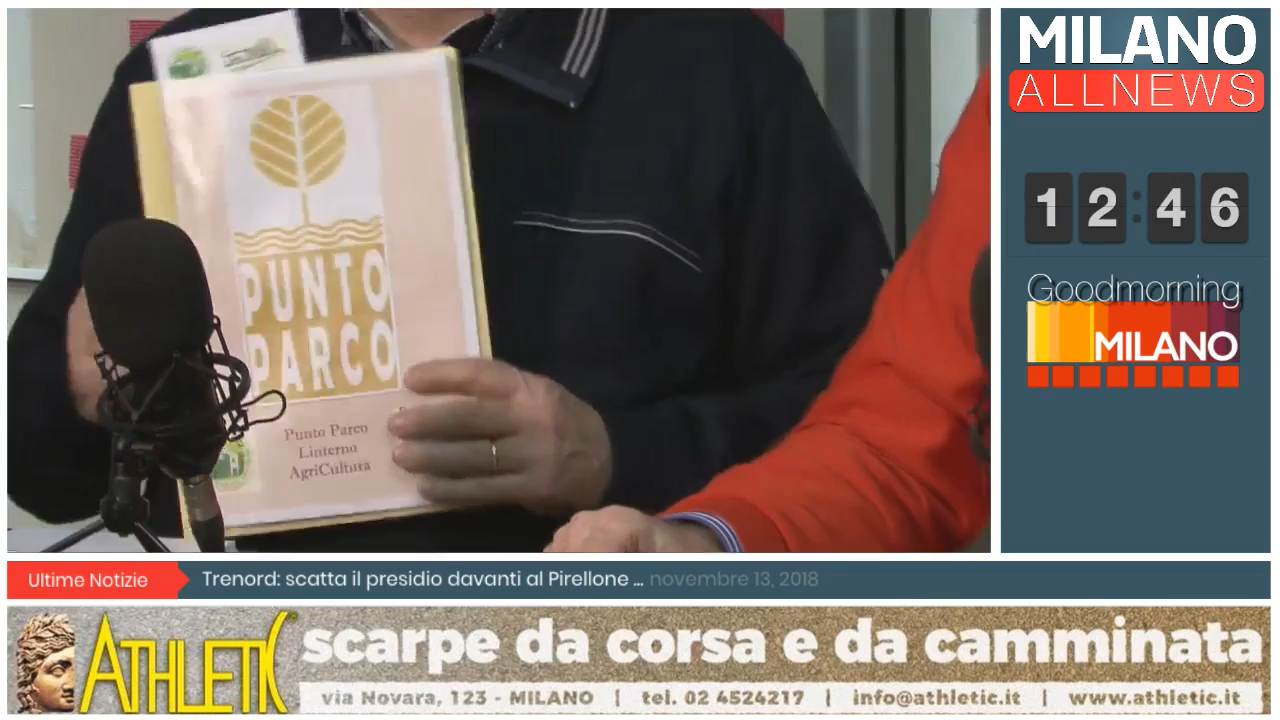 MILANO
ALLNEWS
12:46
Goodmorning
MILANO
PUNTO
PARCO
Punto Parco
Linterno
AgriCultura
Ultime Notizie
Trenord: scatta il presidio davanti al Pirellone ... novembre 13, 2018
ATHLETIC
scarpe da corsa e da camminata
via Novara, 123 - MILANO | tel. 02 4524217 | info@athletic.it | www.athletic.it